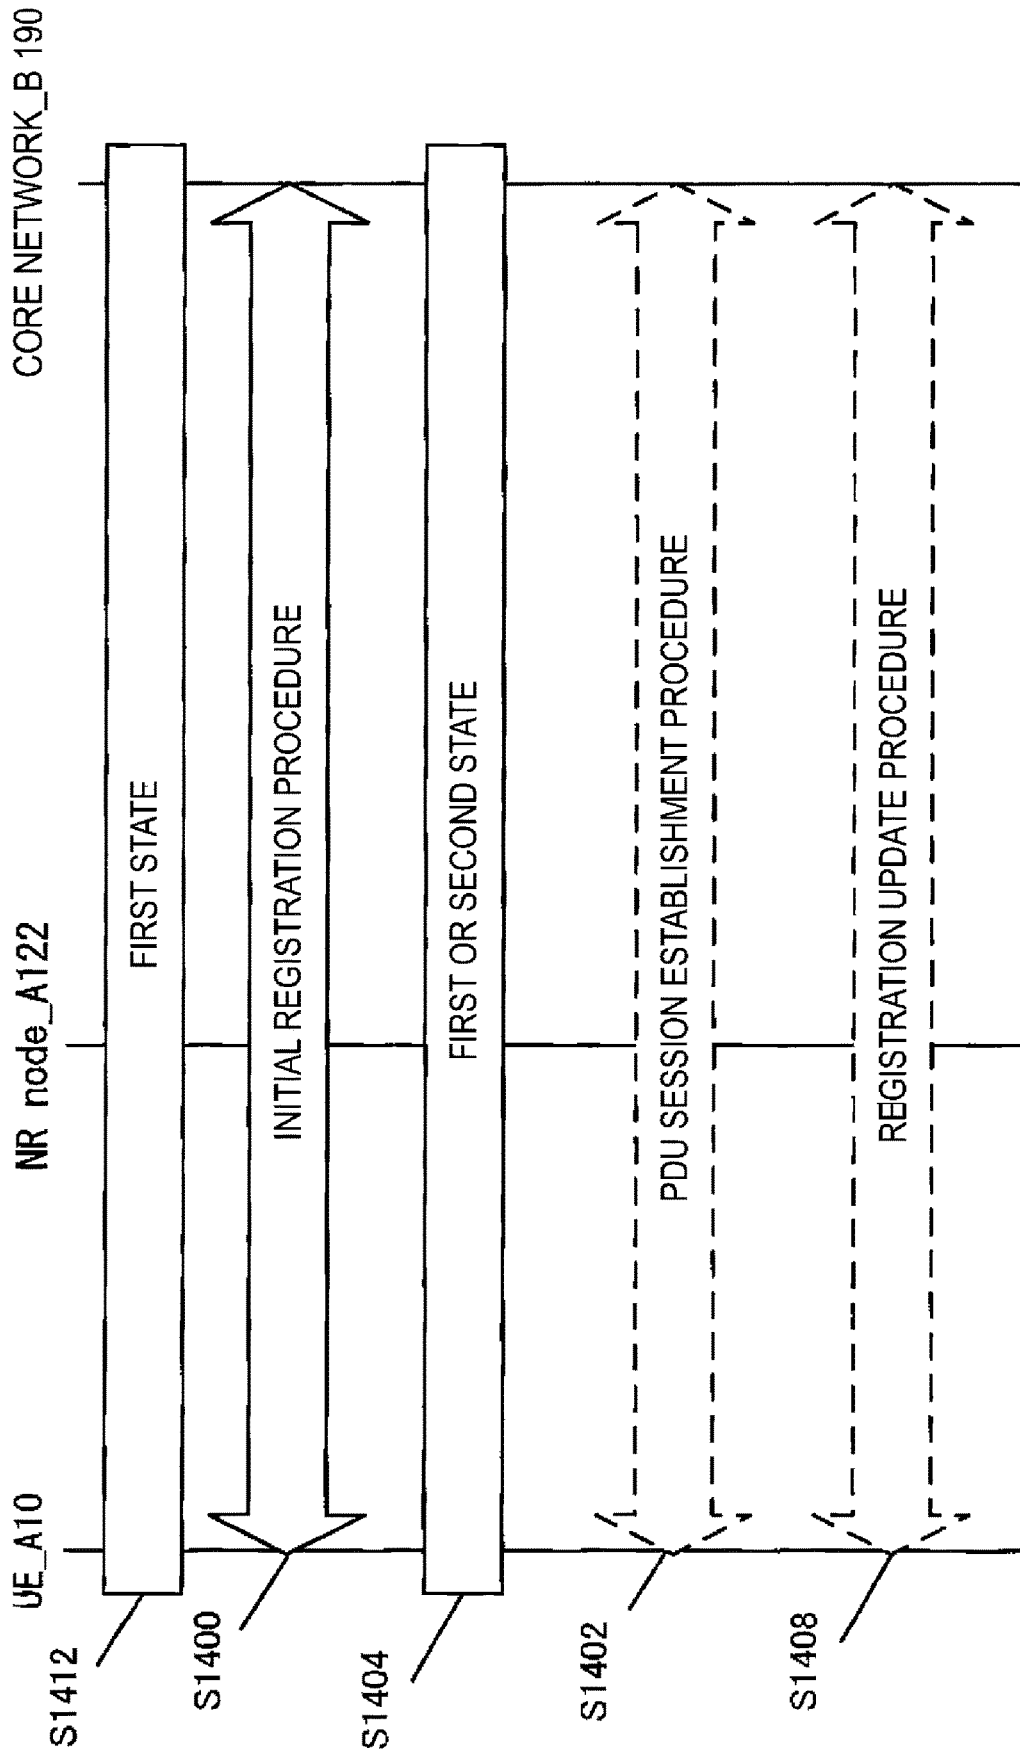 UE_A10
NR node_A122
CORE NETWORK_B 190
S1412
FIRST STATE
S1400
INITIAL REGISTRATION PROCEDURE
S1404
FIRST OR SECOND STATE
S1402
PDU SESSION ESTABLISHMENT PROCEDURE
S1408
REGISTRATION UPDATE PROCEDURE